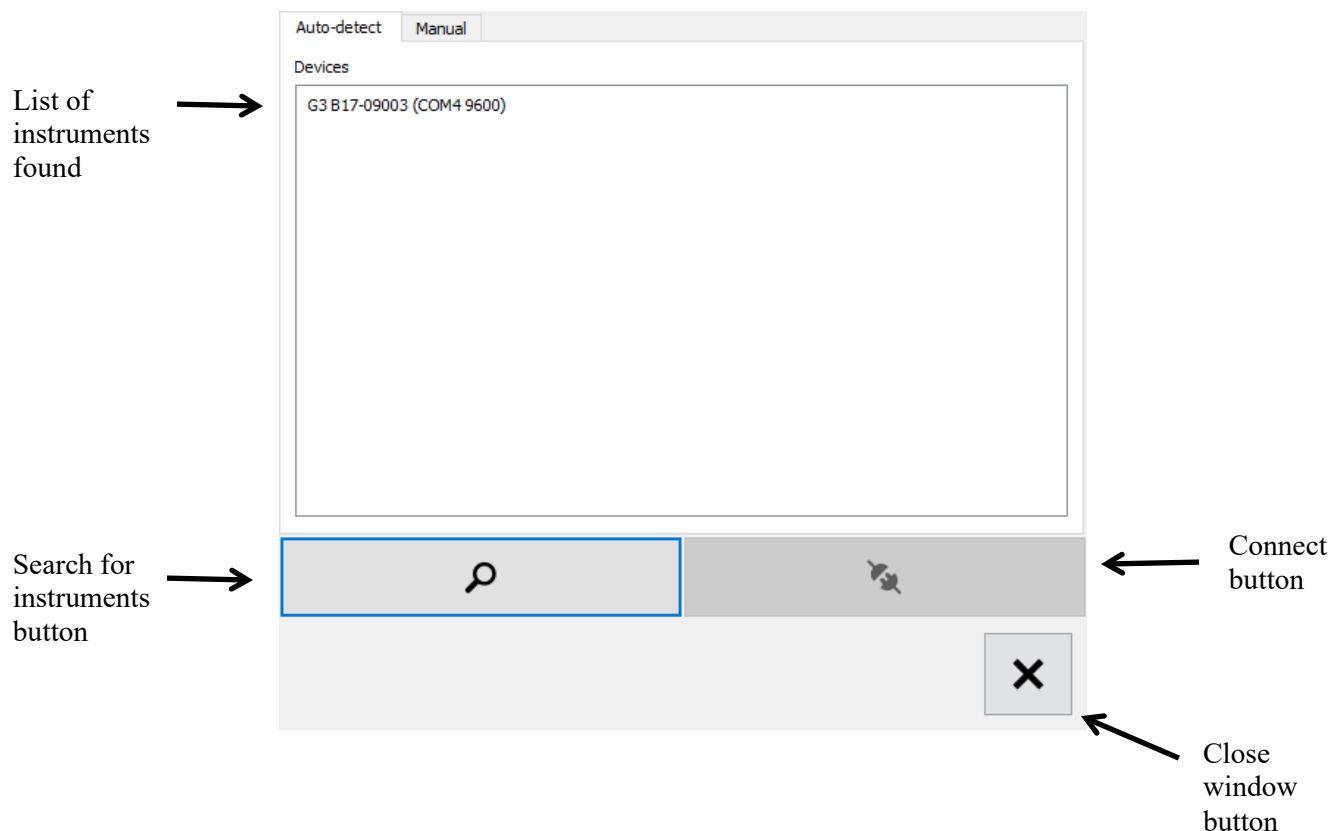 Auto-detect Manual
Devices
List of
instruments
found
G3 B17-09003 (COM4 9600)
Search for
instruments
button
Connect
button
Close
window
button